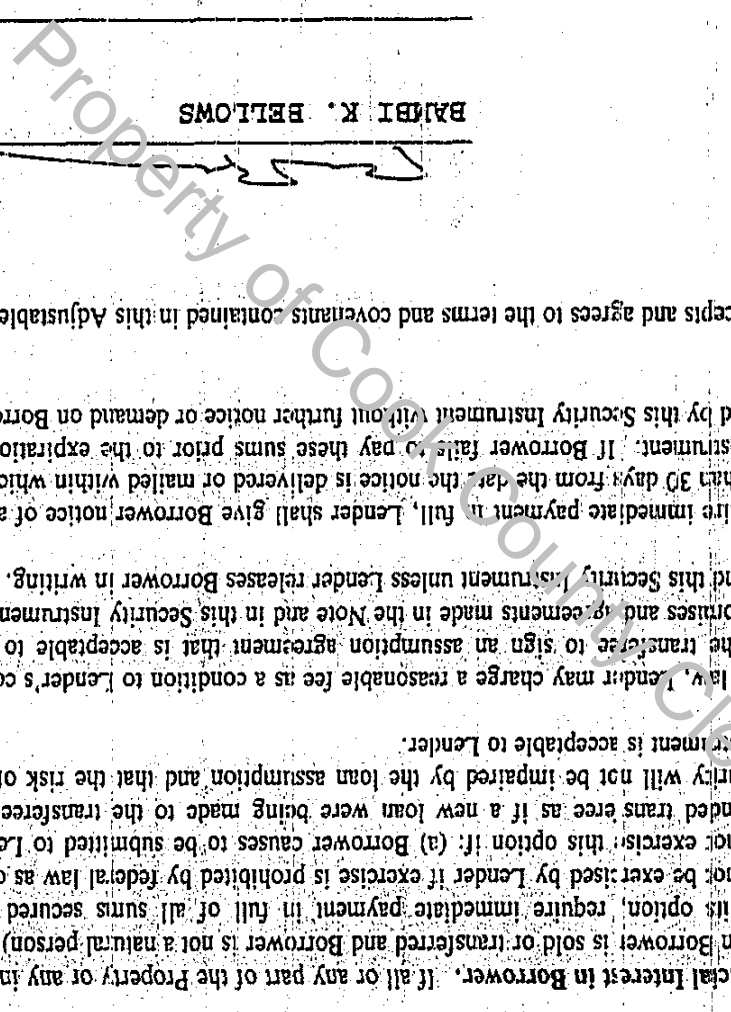 cial Interest in Borrower. If all or any part of the Property or any in
n Borrower is sold or transferred and Borrower is not a natural person)
its option, require immediate payment in full of all sums secured
not be exercised by Lender if exercise is prohibited by federal law as o
not exercise this option if: (a) Borrower causes to be submitted to Le
nded transferee as if a new loan were being made to the transferee
urity will not be impaired by the loan assumption and that the risk of
trument is acceptable to Lender.
law, Lender may charge a reasonable fee as a condition to Lender's co
he transferee to sign an assumption agreement that is acceptable to
omises and agreements made in the Note and in this Security Instrumen
nd this Security Instrument unless Lender releases Borrower in writing.
ire immediate payment in full, Lender shall give Borrower notice of a
han 30 days from the date the notice is delivered or mailed within whic
strument. If Borrower fails to pay these sums prior to the expiratio
d by this Security Instrument without further notice or demand on Borro
cepts and agrees to the terms and covenants contained in this Adjustable
BAMBI K. BELLOWS
Property of Cook County Cle